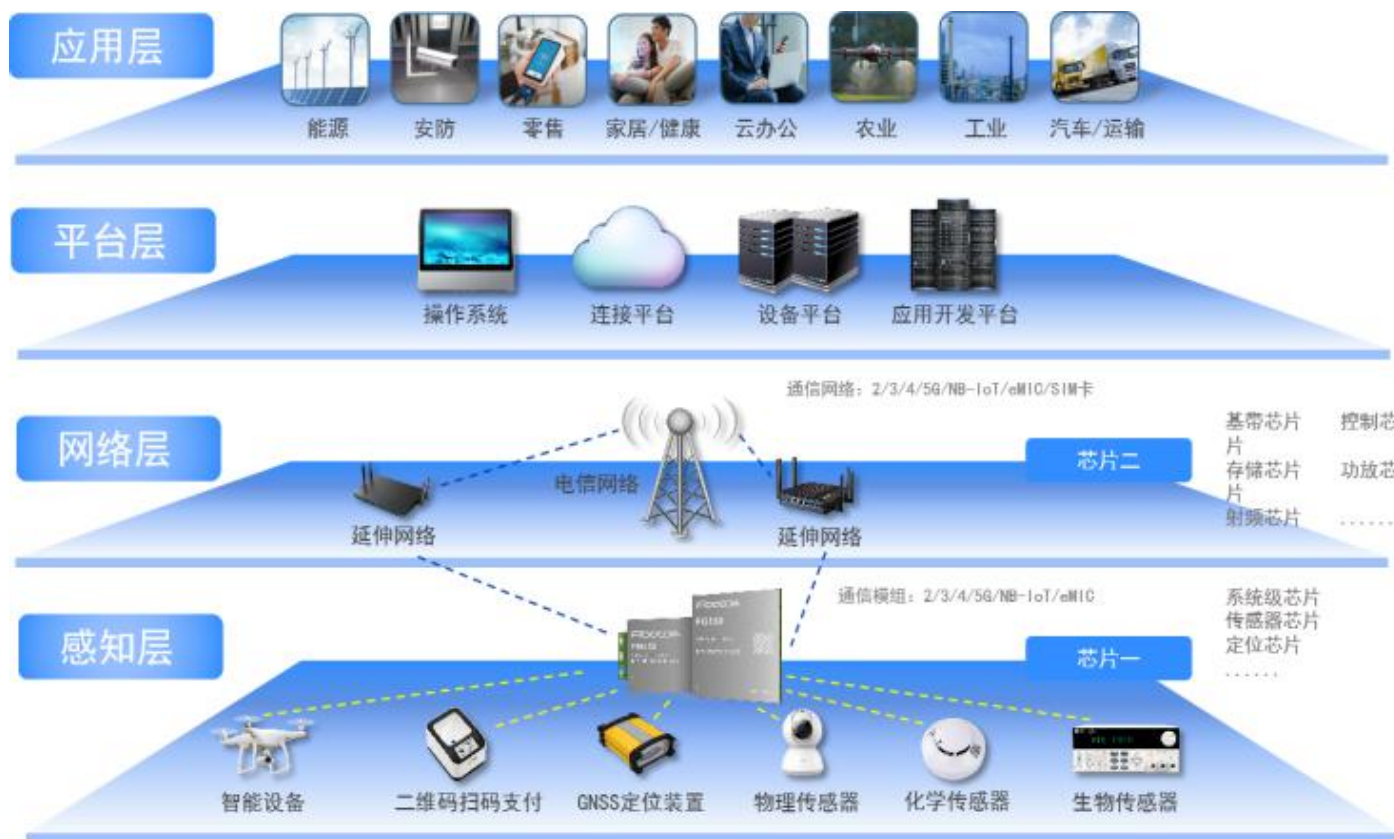 应用层
能源
安防
零售
家居/健康
云办公
农业
工业
汽车/运输
平台层
操作系统
连接平台
设备平台
应用开发平台
通信网络：2/3/4/5G/NB-IoT/eMIC/SIM卡
网络层
电信网络
延伸网络
延伸网络
芯片二
基带芯片 控制芯
片
存储芯片 功放芯
片
射频芯片 ......
通信模组：2/3/4/5G/NB-IoT/eMIC
感知层
芯片一
系统级芯片
传感器芯片
定位芯片
......
智能设备
二维码扫码支付
GNSS定位装置
物理传感器
化学传感器
生物传感器